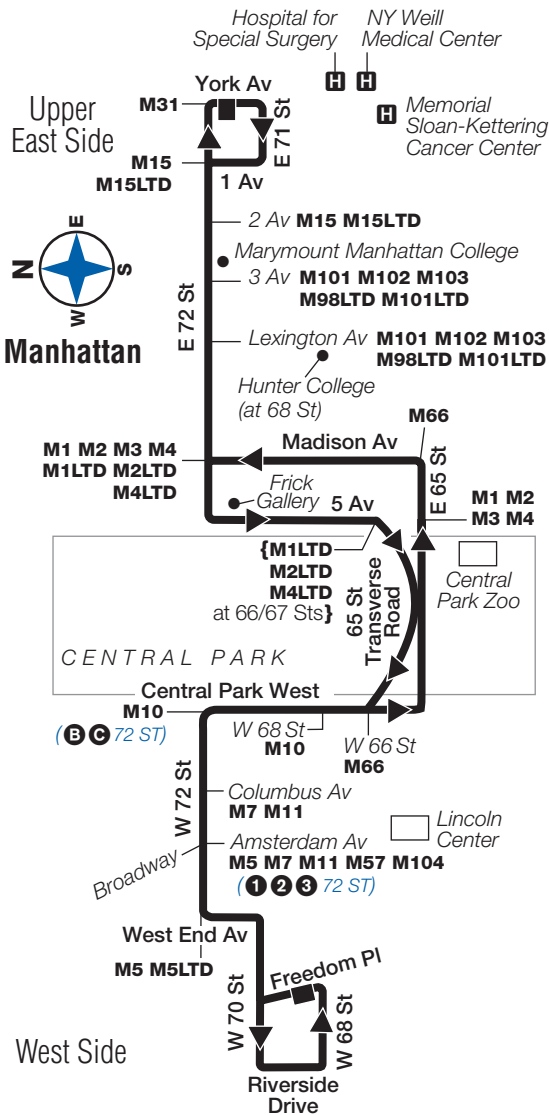 Hospital for
Special Surgery
NY Weill
Medical Center
H
H
York Av
M31
Upper
East Side
E 71 St
H
Memorial
Sloan-Kettering
Cancer Center
M15
M15LTD
1 Av
2 Av M15 M15LTD
E
N
S
W
Manhattan
E 72 St
Marymount Manhattan College
3 Av M101 M102 M103
M98LTD M101LTD
Lexington Av M101 M102 M103
M98LTD M101LTD
Hunter College
(at 68 St)
M66
Madison Av
M1 M2 M3 M4
M1LTD M2LTD
M4LTD
E 65 St
Frick
Gallery
5 Av
M1 M2
M3 M4
{M1LTD
M2LTD
M4LTD
at 66/67 Sts}
65 St
Transverse
Road
Central
Park Zoo
CENTRAL PARK
Central Park West
M10
(B C 72 ST)
W 68 St
M10
W 66 St
M66
W 72 St
Columbus Av
M7 M11
Lincoln
Center
Broadway
Amsterdam Av
M5 M7 M11 M57 M104
(1 2 3 72 ST)
West End Av
M5 M5LTD
Freedom Pl
W 70 St
W 68 St
West Side
Riverside
Drive